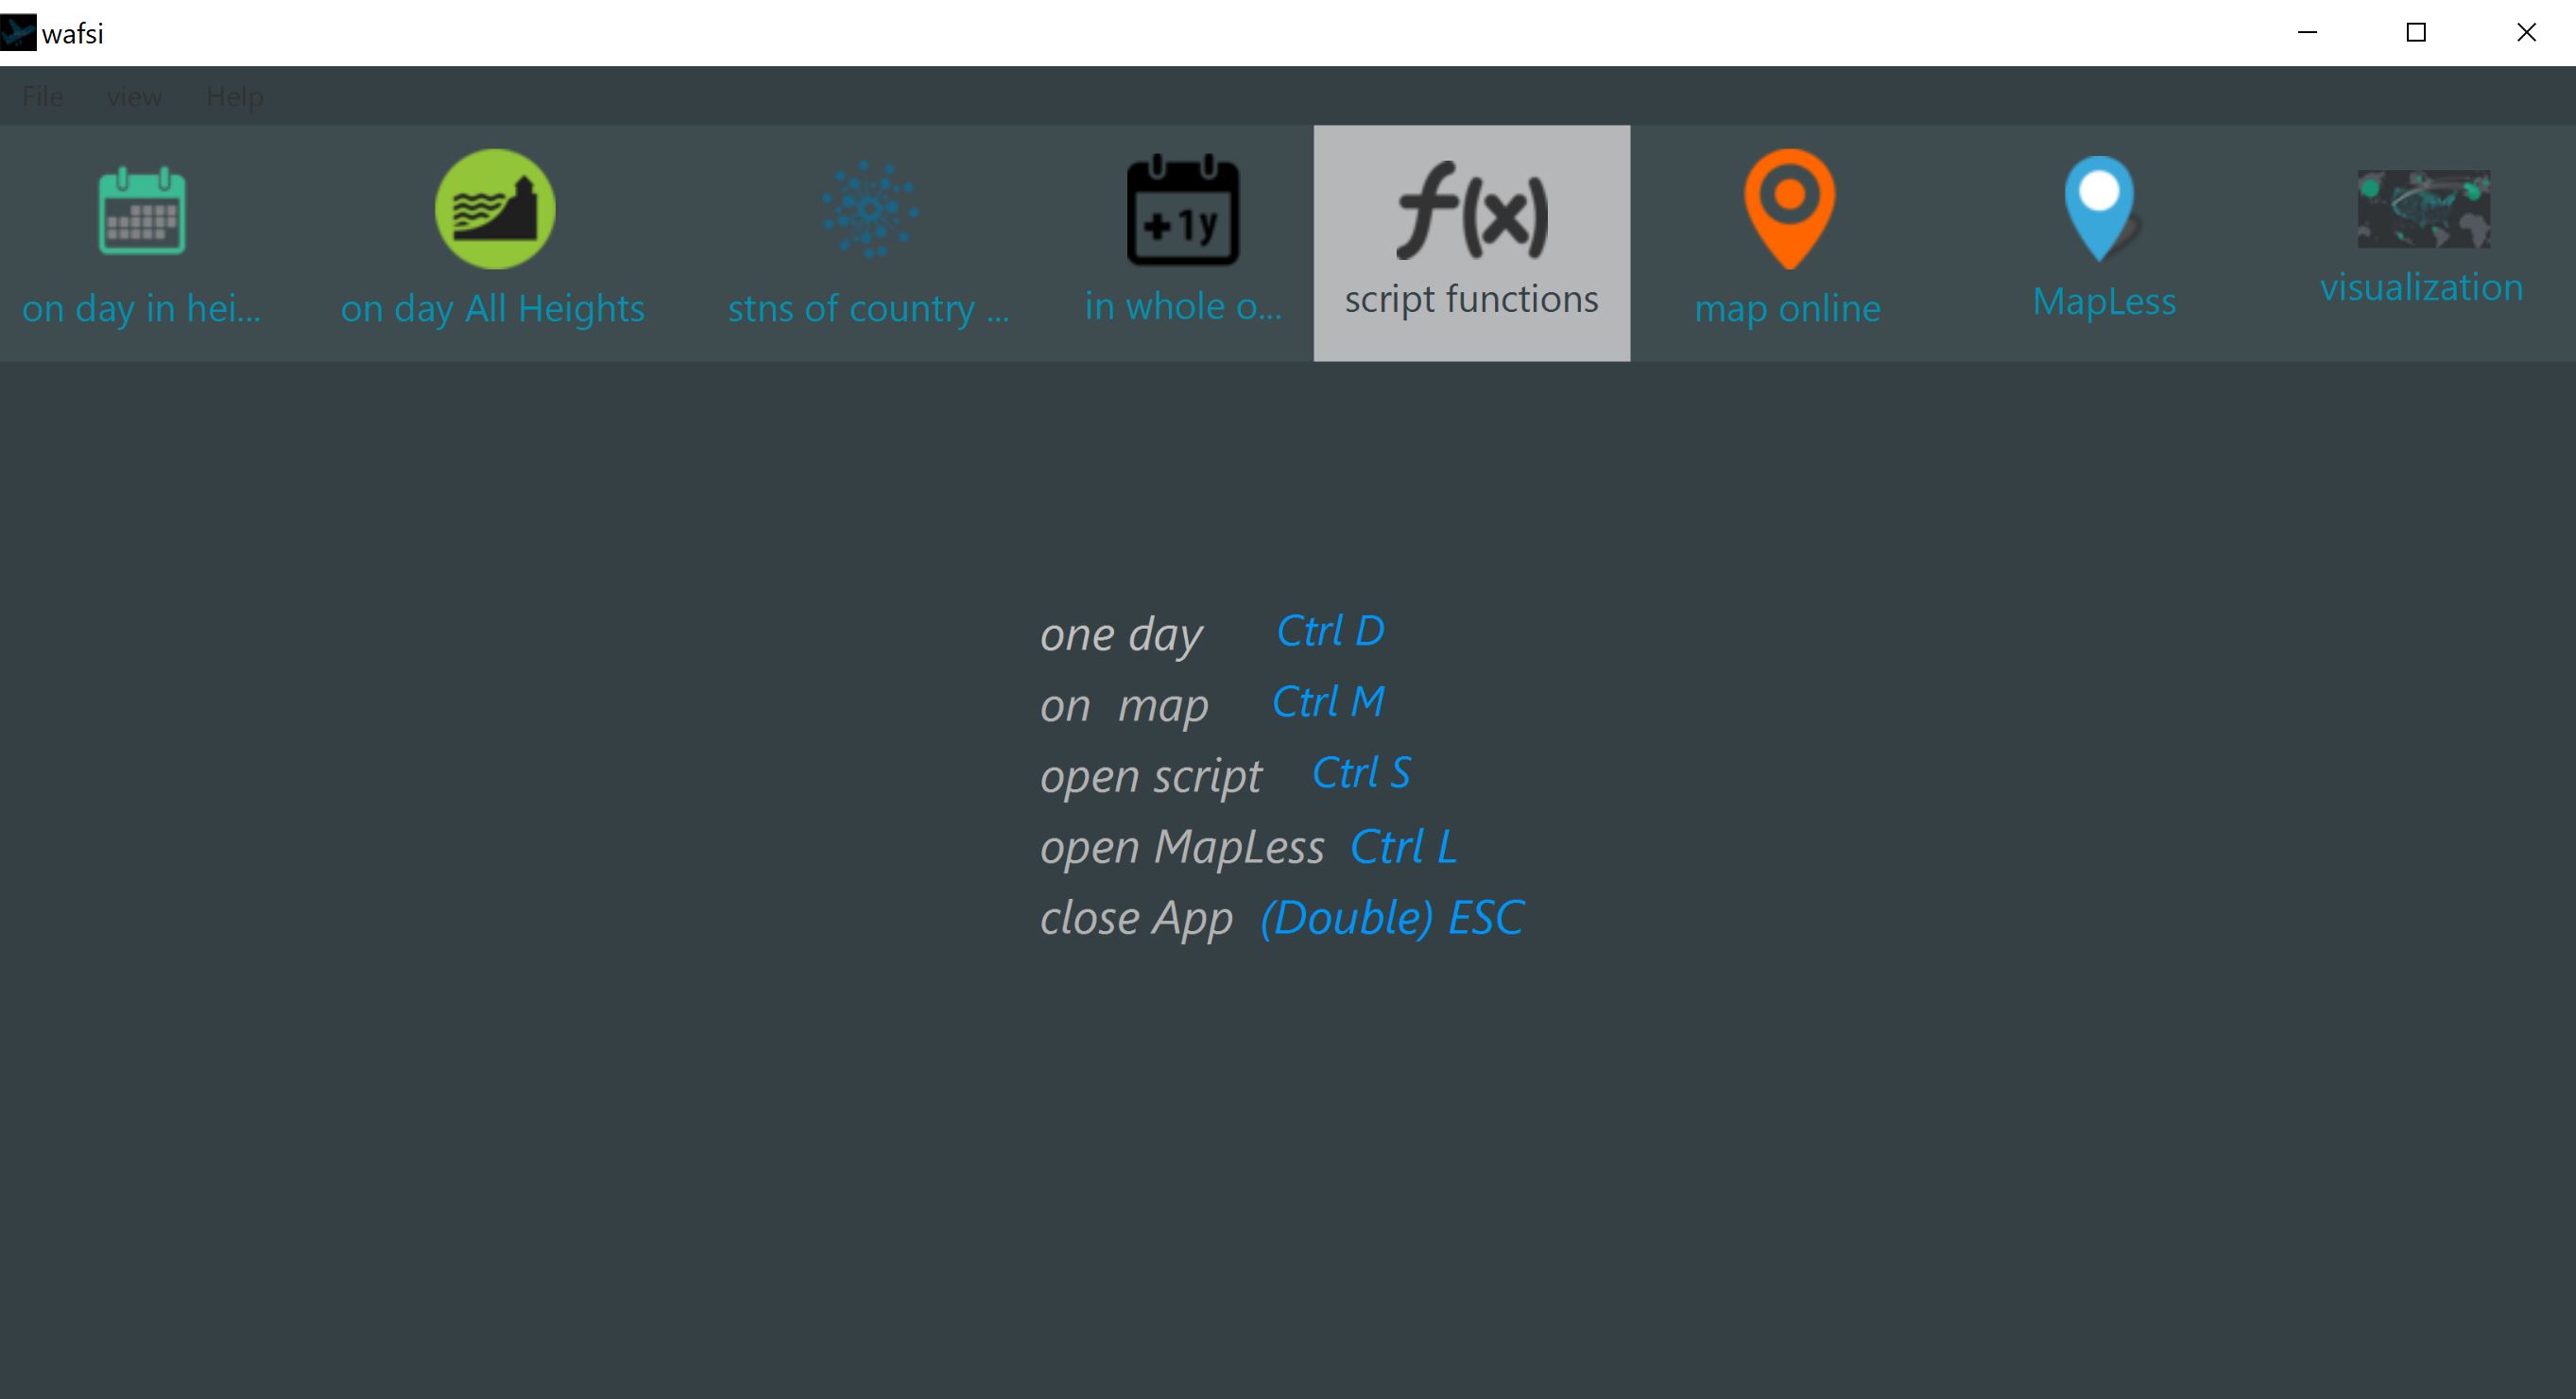 wafsi
File view Help
+1y
f(x)
on day in hei... on day All Heights stns of country ... in whole o... script functions map online MapLess visualization
one day Ctrl D
on map Ctrl M
open script Ctrl S
open MapLess Ctrl L
close App (Double) ESC